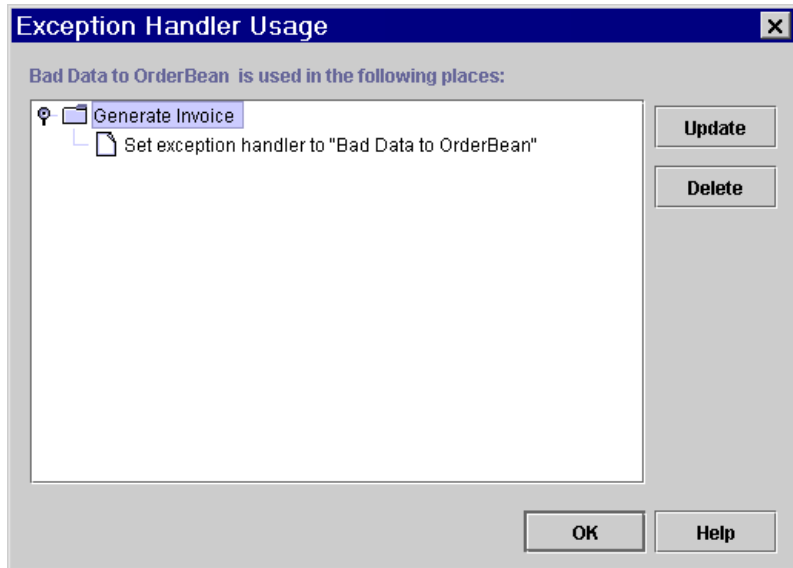 Exception Handler Usage
Bad Data to OrderBean is used in the following places:
Generate Invoice
Set exception handler to "Bad Data to OrderBean"
Update
Delete
OK
Help